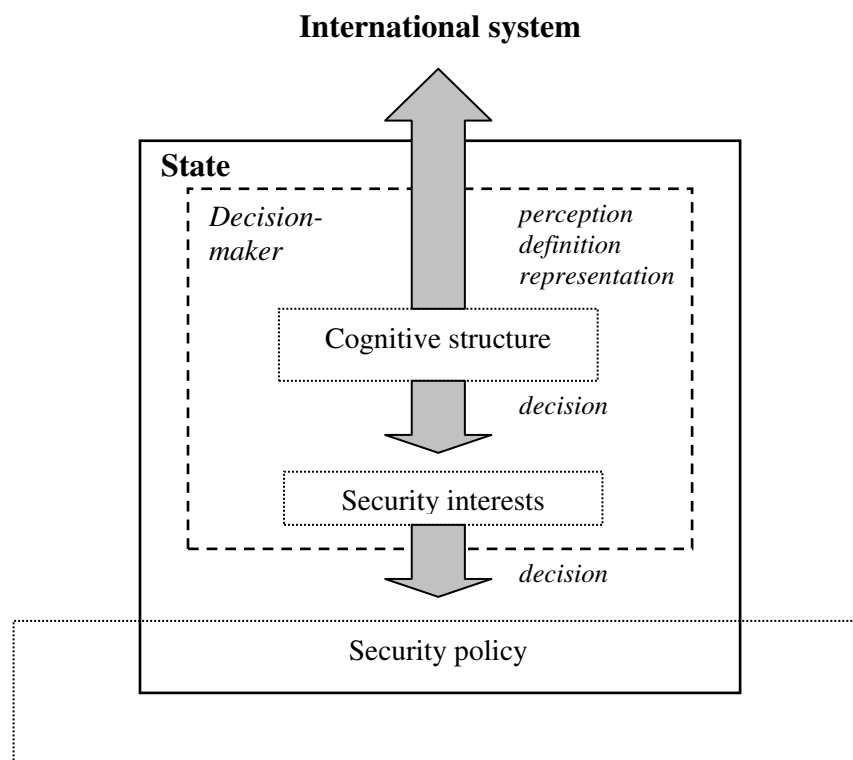 International system
State
Decision-
maker
perception
definition
representation
Cognitive structure
decision
Security interests
decision
Security policy